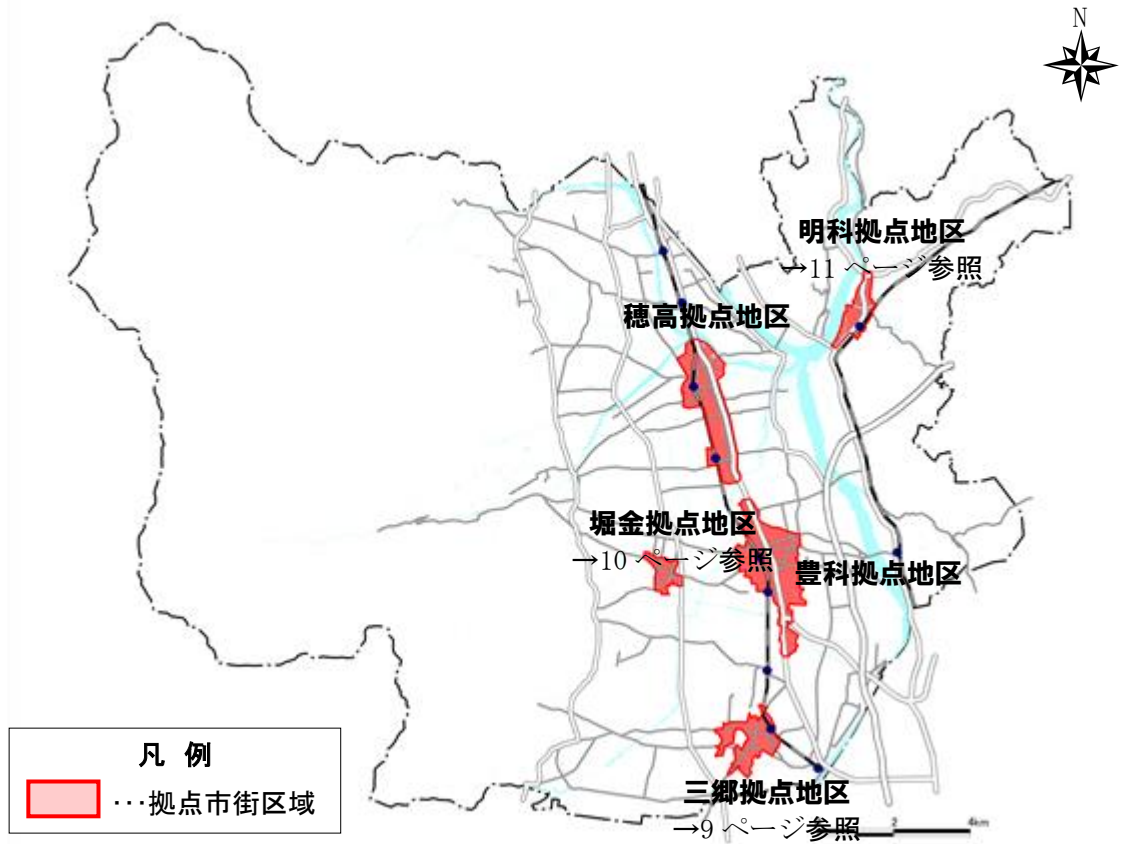 N
明科拠点地区
→11 ページ参照
穂高拠点地区
堀金拠点地区
→10 ページ参照
豊科拠点地区
三郷拠点地区
→9 ページ参照
2 4km
凡 例
…拠点市街区域